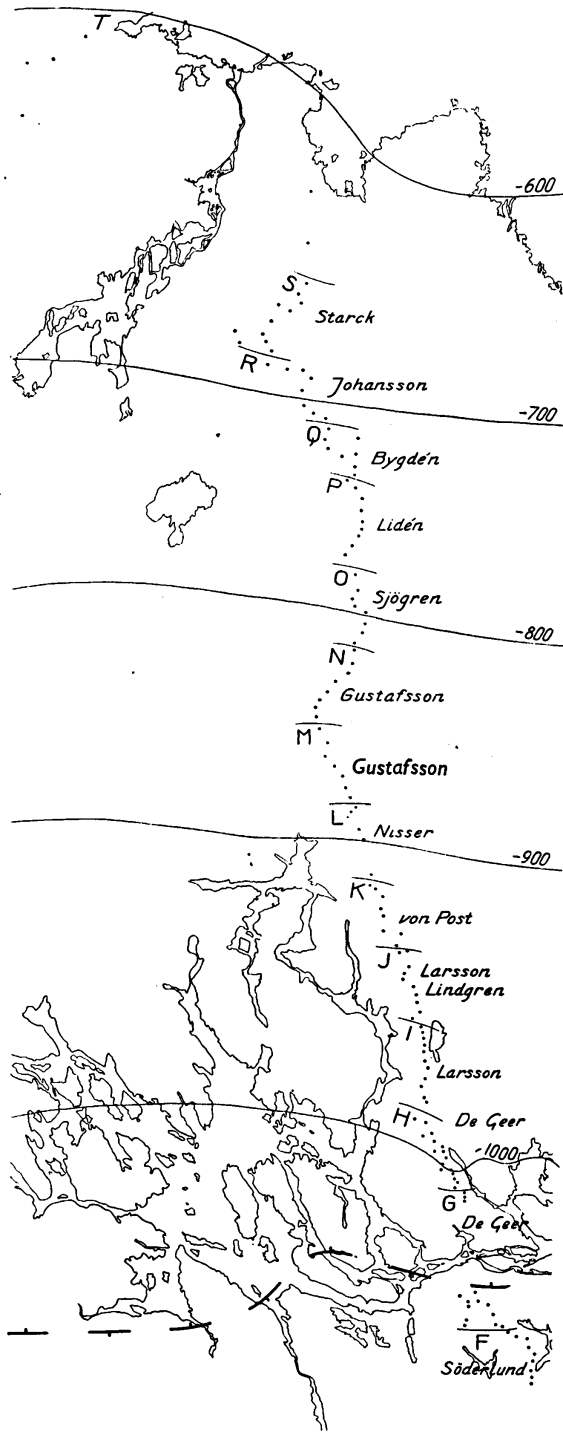 T
-600
S
Starck
R
Johansson
-700
Q
Bygdén
P
Lidén
O
Sjögren
-800
N
Gustafsson
M
Gustafsson
L
Nisser
-900
K
von Post
J
Larsson
Lindgren
I
Larsson
H
De Geer
-1000
G
De Geer
F
Söderlund